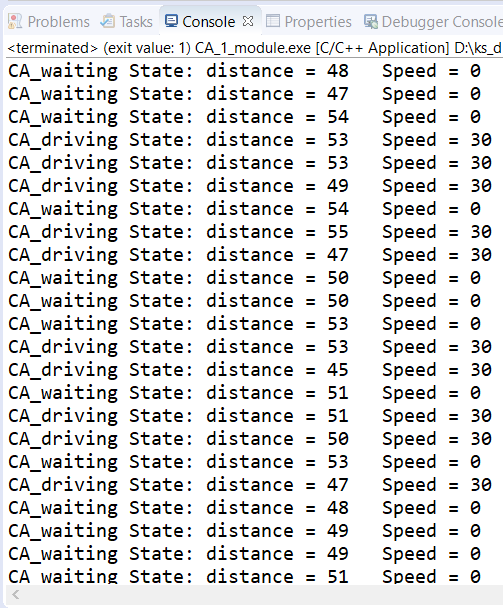 Problems Tasks Console Properties Debugger Console
<terminated> (exit value: 1) CA_1_module.exe [C/C++ Application] D:\ks_d
CA_waiting State: distance = 48 Speed = 0
CA_waiting State: distance = 47 Speed = 0
CA_waiting State: distance = 54 Speed = 0
CA_driving State: distance = 53 Speed = 30
CA_driving State: distance = 53 Speed = 30
CA_driving State: distance = 49 Speed = 30
CA_waiting State: distance = 54 Speed = 0
CA_driving State: distance = 55 Speed = 30
CA_driving State: distance = 47 Speed = 30
CA_waiting State: distance = 50 Speed = 0
CA_waiting State: distance = 50 Speed = 0
CA_waiting State: distance = 53 Speed = 0
CA_driving State: distance = 53 Speed = 30
CA_driving State: distance = 45 Speed = 30
CA_waiting State: distance = 51 Speed = 0
CA_driving State: distance = 51 Speed = 30
CA_driving State: distance = 50 Speed = 30
CA_waiting State: distance = 53 Speed = 0
CA_driving State: distance = 47 Speed = 30
CA_waiting State: distance = 48 Speed = 0
CA_waiting State: distance = 49 Speed = 0
CA_waiting State: distance = 49 Speed = 0
CA_waiting State: distance = 51 Speed = 0